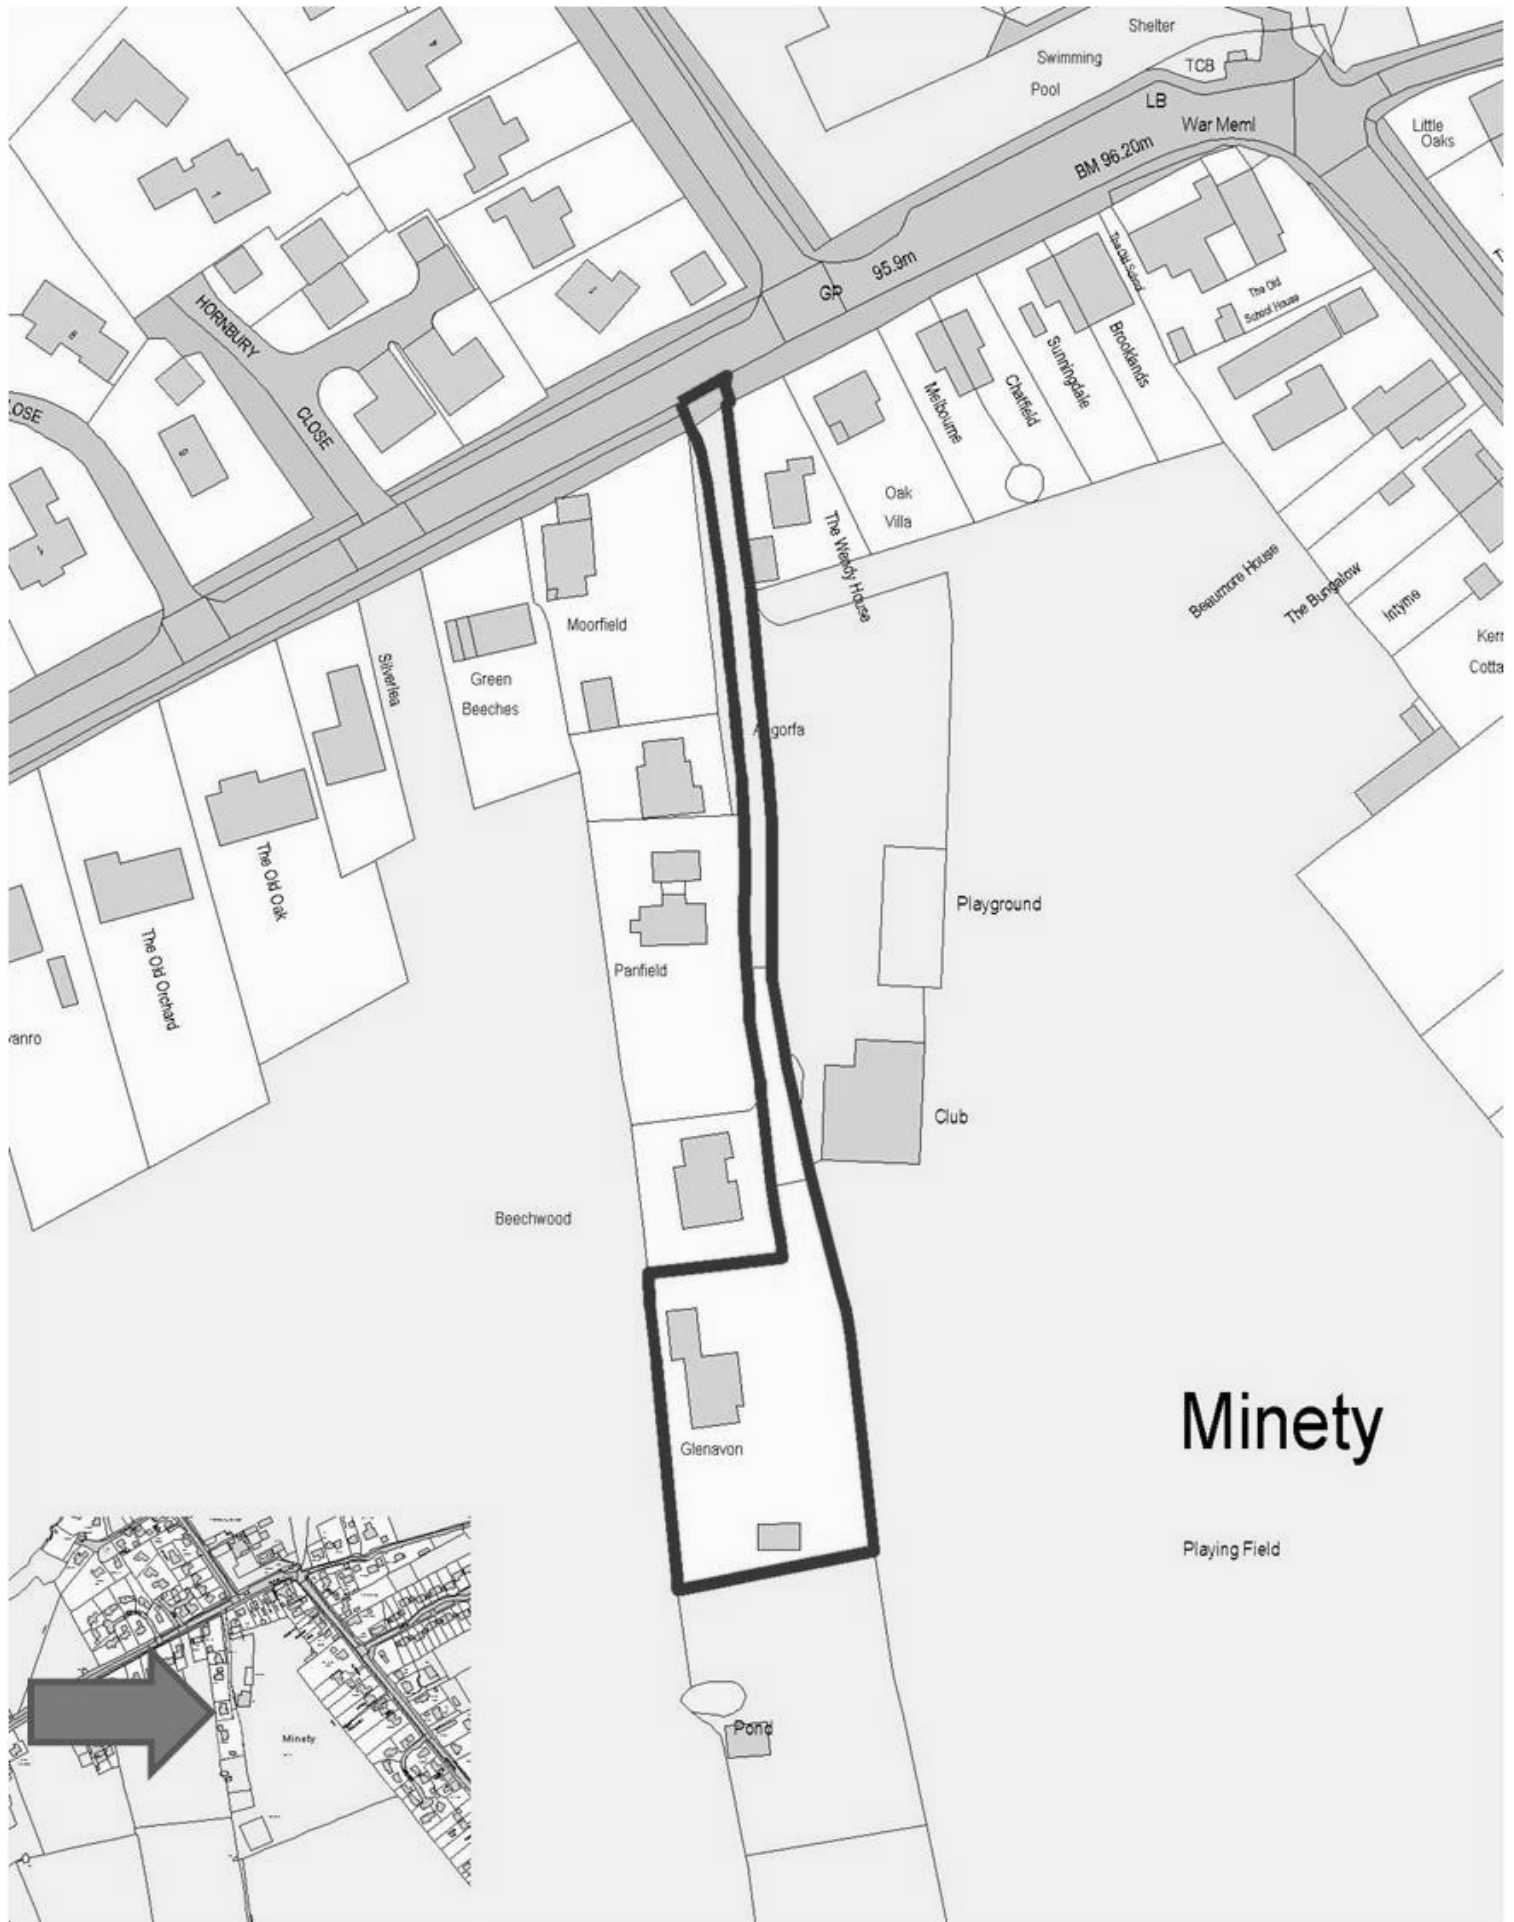 Shelter
Swimming
Pool
TCB
LB
War Meml
BM 96.20m
Little
Oaks
95.9m
GP
HORNBURY
CLOSE
The Old School
The Old
School House
Brooklands
Sunningdale
Chatfield
Melbourne
Oak
Villa
The Wendy House
Beaumore House
The Bungalow
Intyme
Moorfield
Green
Beeches
Silverlea
The Old Oak
The Old Orchard
Panfield
Playground
Club
Beechwood
Glenavon
Minety
Playing Field
Pond
Minety